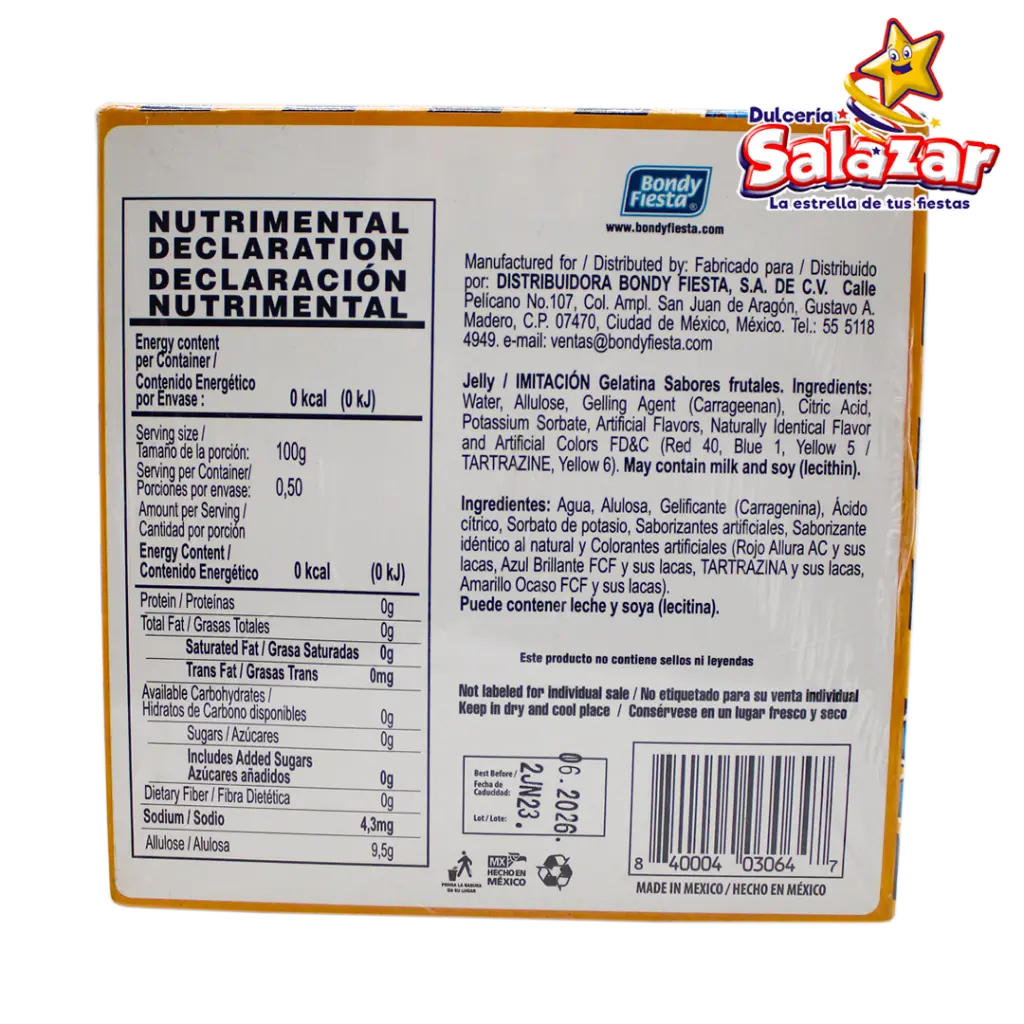 Dulcería
Salazar
La estrella de tus fiestas
NUTRIMENTAL
DECLARATION
DECLARACIÓN
NUTRIMENTAL
Energy content
per Container /
Contenido Energético
por Envase : 0 kcal (0 kJ)
Serving size /
Tamaño de la porción: 100g
Serving per Container/
Porciones por envase: 0,50
Amount per Serving /
Cantidad por porción
Energy Content /
Contenido Energético 0 kcal (0 kJ)
Protein / Proteínas 0g
Total Fat / Grasas Totales 0g
Saturated Fat / Grasa Saturadas 0g
Trans Fat / Grasas Trans 0mg
Available Carbohydrates /
Hidratos de Carbono disponibles 0g
Sugars / Azúcares 0g
Includes Added Sugars
Azúcares añadidos 0g
Dietary Fiber / Fibra Dietética 0g
Sodium / Sodio 4,3mg
Allulose / Alulosa 9,5g
Bondy
Fiesta®
www.bondyfiesta.com
Manufactured for / Distributed by: Fabricado para / Distribuido
por: DISTRIBUIDORA BONDY FIESTA, S.A. DE C.V. Calle
Pelícano No.107, Col. Ampl. San Juan de Aragón, Gustavo A.
Madero, C.P. 07470, Ciudad de México, México. Tel.: 55 5118
4949. e-mail: ventas@bondyfiesta.com
Jelly / IMITACIÓN Gelatina Sabores frutales. Ingredients:
Water, Allulose, Gelling Agent (Carrageenan), Citric Acid,
Potassium Sorbate, Artificial Flavors, Naturally Identical Flavor
and Artificial Colors FD&C (Red 40, Blue 1, Yellow 5 /
TARTRAZINE, Yellow 6). May contain milk and soy (lecithin).
Ingredientes: Agua, Alulosa, Gelificante (Carragenina), Ácido
cítrico, Sorbato de potasio, Saborizantes artificiales, Saborizante
idéntico al natural y Colorantes artificiales (Rojo Allura AC y sus
lacas, Azul Brillante FCF y sus lacas, TARTRAZINA y sus lacas,
Amarillo Ocaso FCF y sus lacas).
Puede contener leche y soya (lecitina).
Este producto no contiene sellos ni leyendas
Not labeled for individual sale / No etiquetado para su venta individual
Keep in dry and cool place / Consérvese en un lugar fresco y seco
Best Before /
Fecha de
Caducidad:
Lot / Lote:
06.2026.
2JN23.
PONGA LA BASURA
EN SU LUGAR
MX
HECHO EN
MÉXICO
8 40004 03064 7
MADE IN MEXICO / HECHO EN MÉXICO